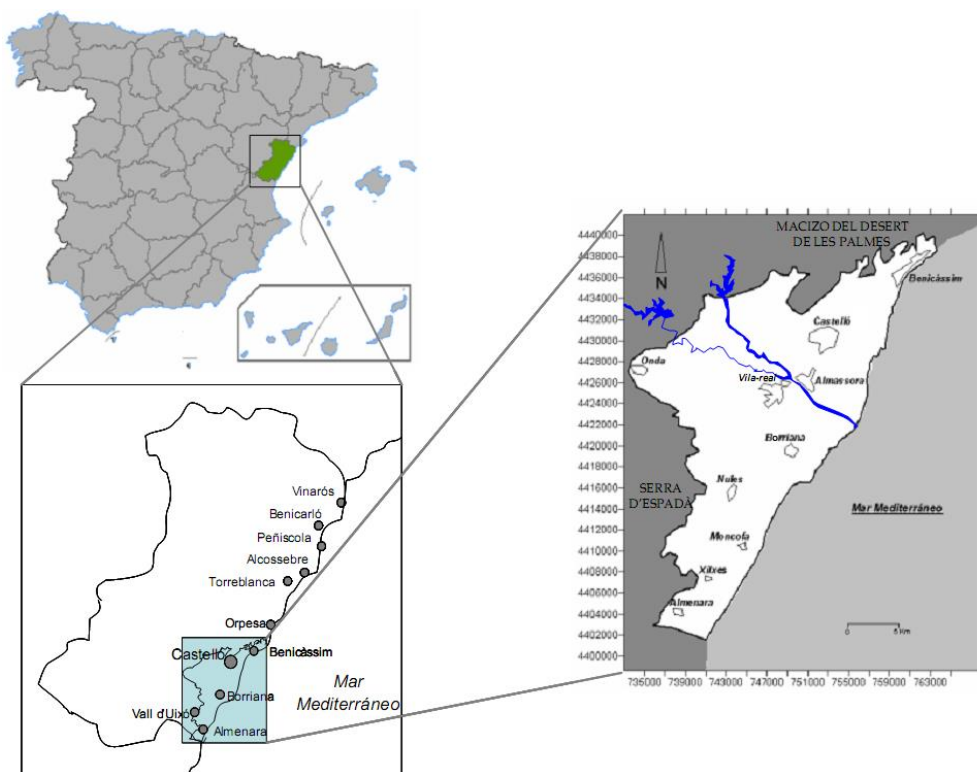 Vinarós
Benicarló
Peñiscola
Alcossebre
Torreblanca
Orpesa
Benicàssim
Castelló
Borriana
Mar
Mediterráneo
Vall d'Uixó
Almenara
MACIZO DEL DESERT
DE LES PALMES
4440000
4438000
N
Benicàssim
4436000
4434000
4432000
Castelló
4430000
4428000
Onda
4426000
Vila-real
Almassora
4424000
4422000
Borriana
4420000
4418000
Nules
4416000
SERRA
D'ESPADÀ
4414000
Mar Mediterráneo
4412000
Moncofa
4410000
4408000
Xilxes
4406000
4404000
Almenara
4402000
0 5 Km
4400000
735000 739000 743000 747000 751000 755000 759000 763000